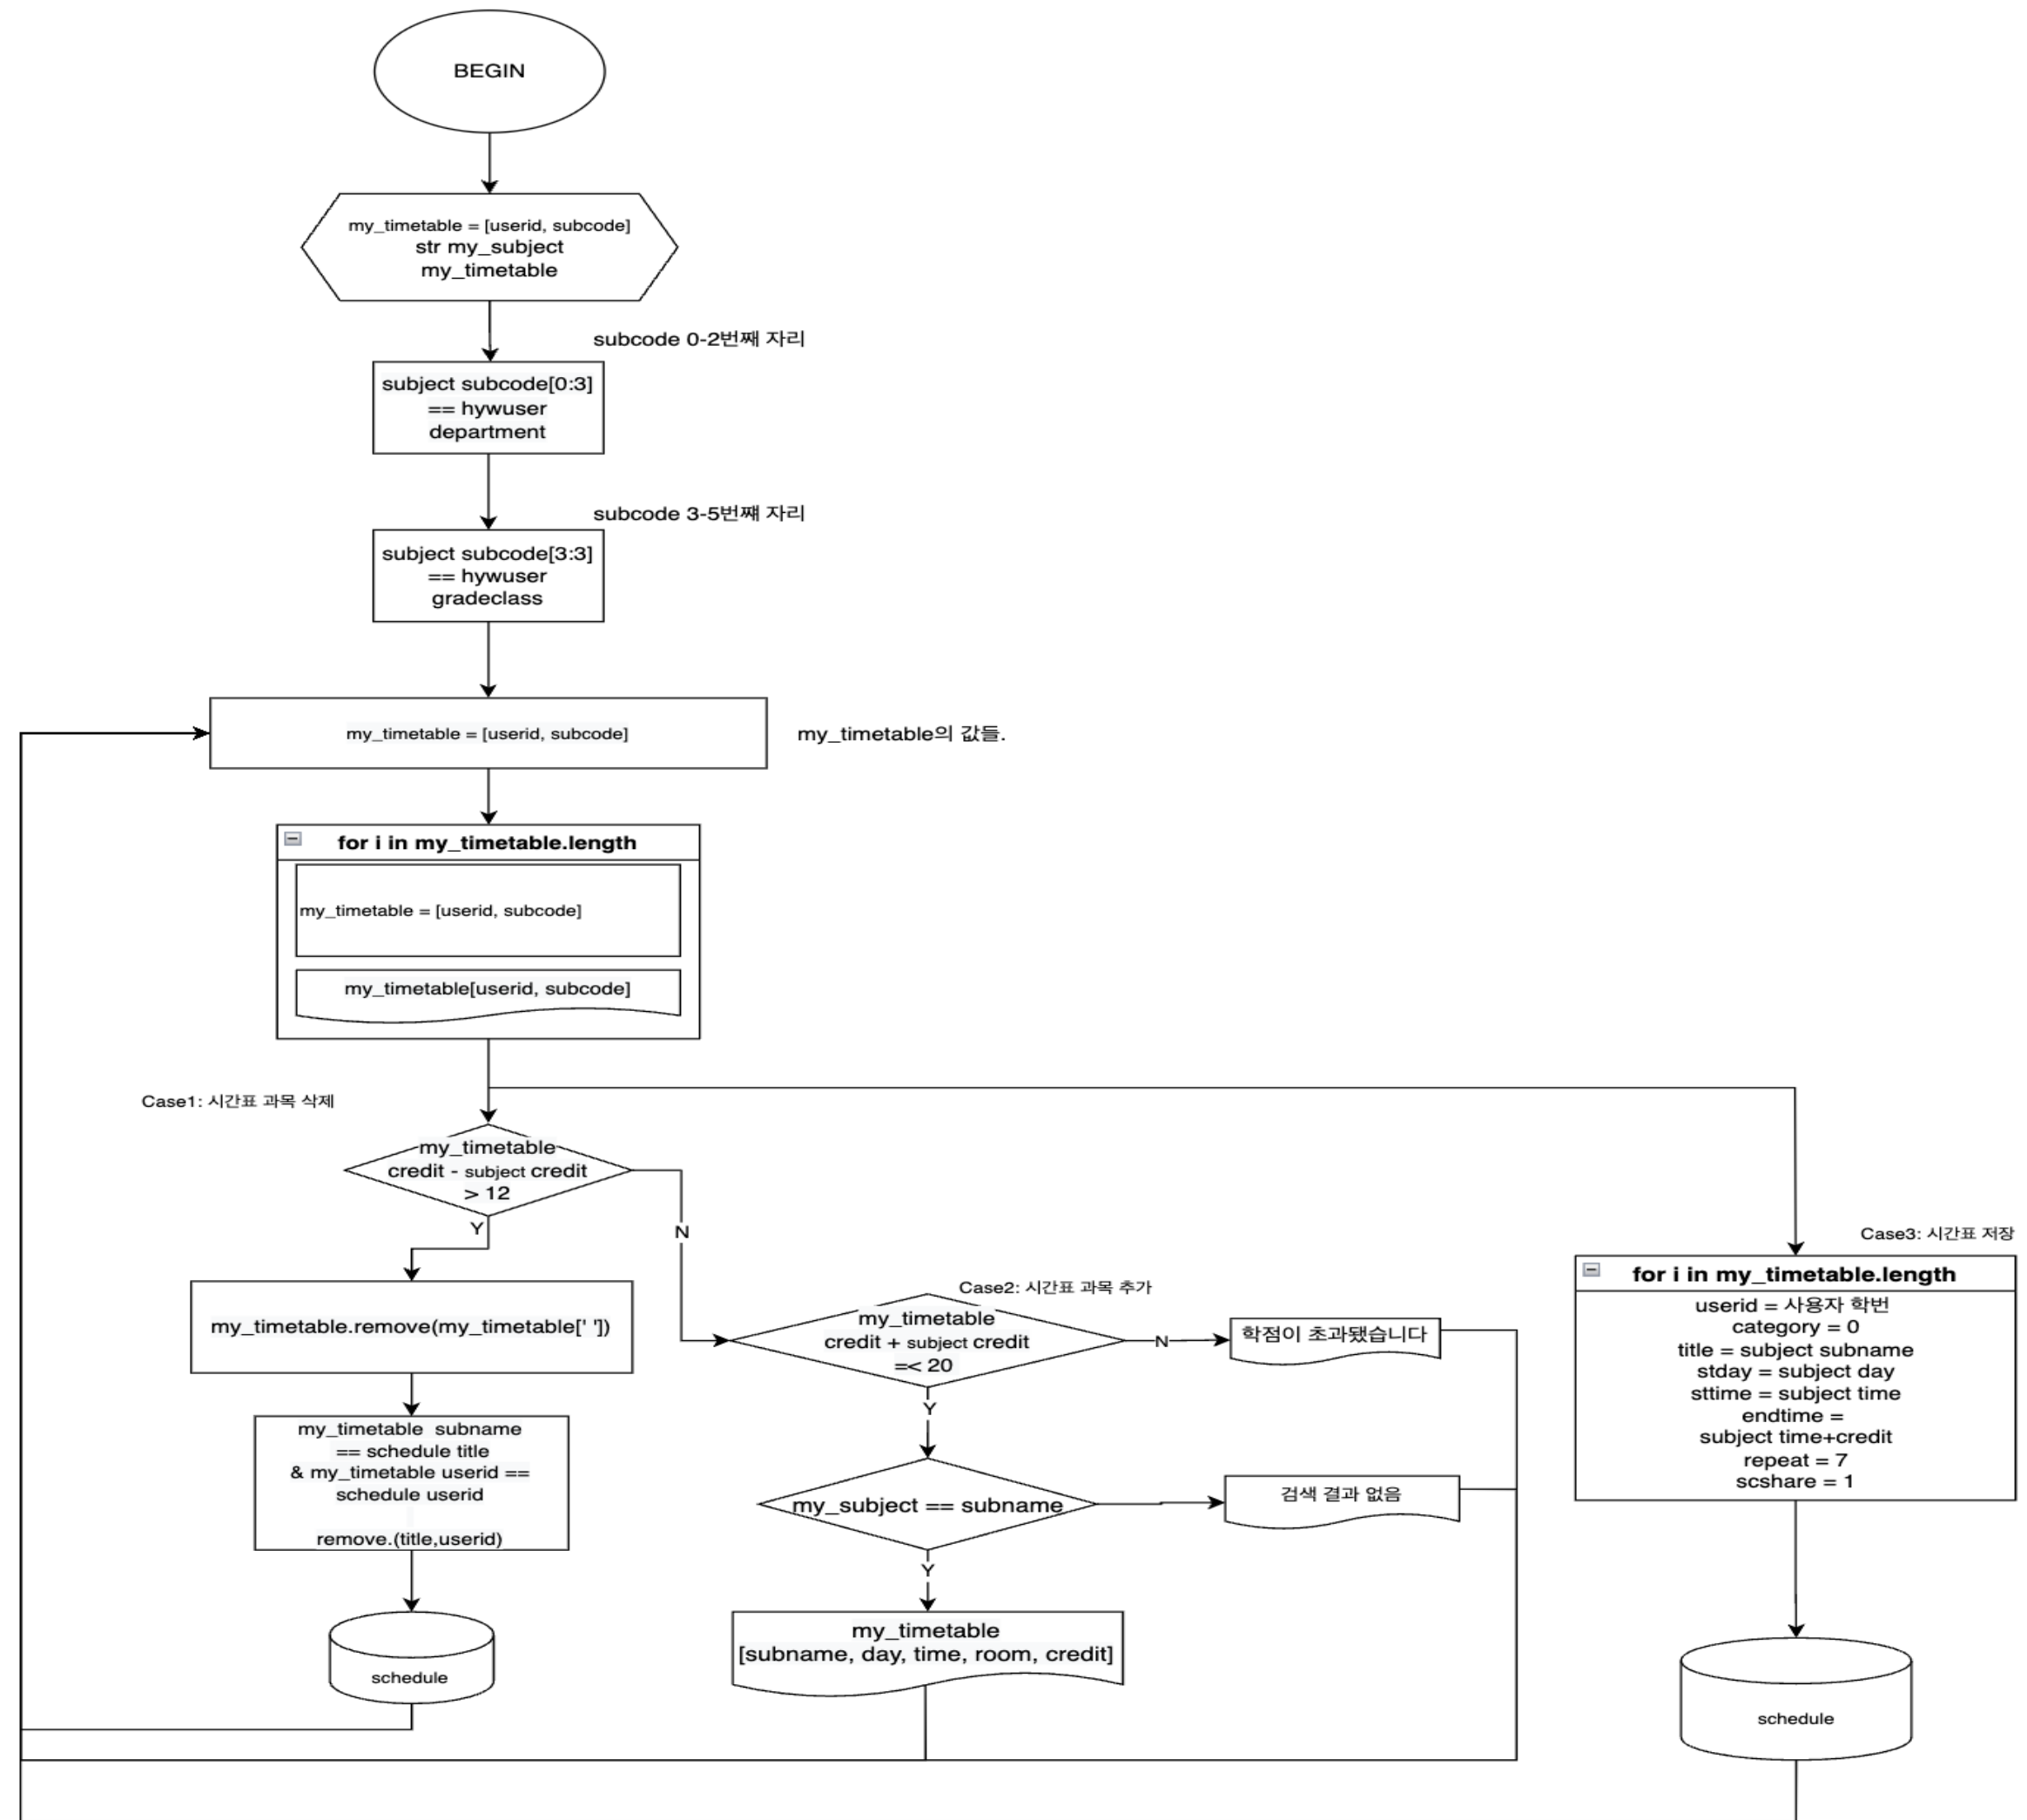 BEGIN
my_timetable = [userid, subcode]
str my_subject
my_timetable
subcode 0-2번째 자리
subject subcode[0:3]
== hywuser
department
subcode 3-5번째 자리
subject subcode[3:3]
== hywuser
gradeclass
my_timetable = [userid, subcode]
my_timetable의 값들.
for i in my_timetable.length
my_timetable = [userid, subcode]
my_timetable[userid, subcode]
Case1: 시간표 과목 삭제
my_timetable
credit - subject credit
> 12
Y
N
my_timetable.remove(my_timetable[' '])
my_timetable subname
== schedule title
& my_timetable userid ==
schedule userid
remove.(title,userid)
schedule
Case2: 시간표 과목 추가
my_timetable
credit + subject credit
=< 20
N
학점이 초과됐습니다
Y
my_subject == subname
검색 결과 없음
Y
my_timetable
[subname, day, time, room, credit]
Case3: 시간표 저장
for i in my_timetable.length
userid = 사용자 학번
category = 0
title = subject subname
stday = subject day
sttime = subject time
endtime =
subject time+credit
repeat = 7
scshare = 1
schedule